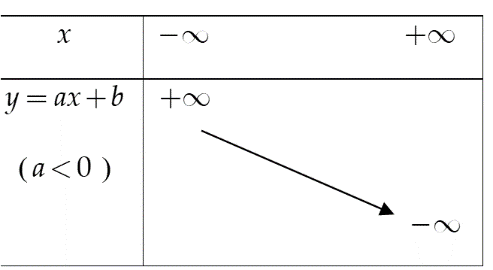 x −∞ +∞
y = ax + b +∞
( a < 0 )
−∞